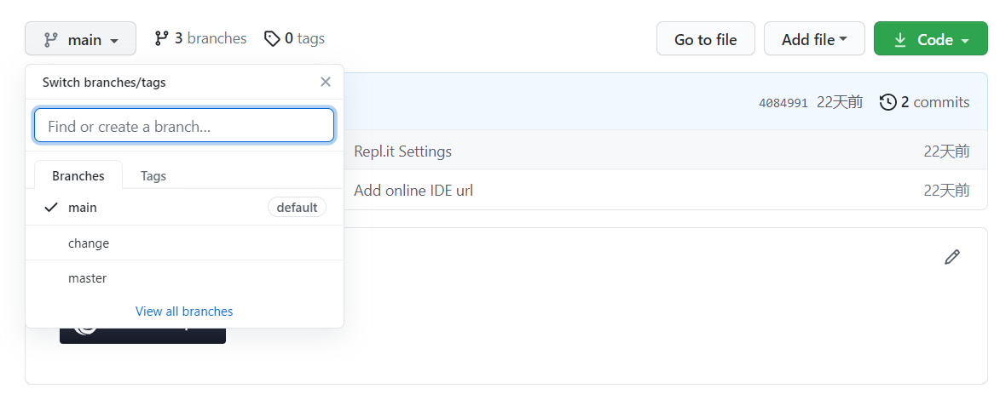 main 3 branches 0 tags Go to file Add file Code
Switch branches/tags
4084991 22天前 2 commits
Find or create a branch...
Repl.it Settings 22天前
Branches Tags
Add online IDE url 22天前
main default
change
master
View all branches